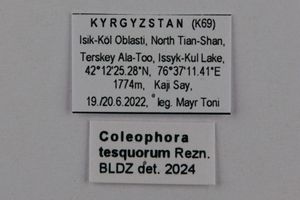 KYRGYZSTAN (K69)
Isik-Köl Oblasti, North Tian-Shan,
Terskey Ala-Too, Issyk-Kul Lake,
42°12'25.28"N, 76°37'11.41"E
1774m, Kaji Say,
19./20.6.2022, leg. Mayr Toni
Coleophora
tesquorum Rezn.
BLDZ det. 2024